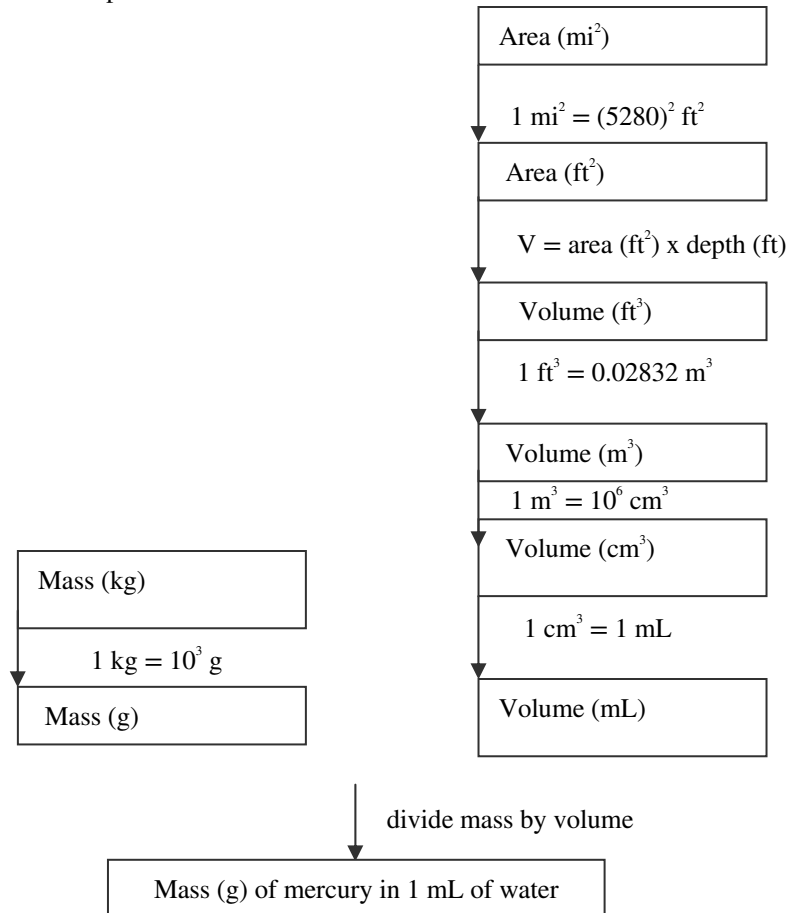 Area (mi²)
1 mi² = (5280)² ft²
Area (ft²)
V = area (ft²) x depth (ft)
Volume (ft³)
1 ft³ = 0.02832 m³
Volume (m³)
1 m³ = 10⁶ cm³
Volume (cm³)
1 cm³ = 1 mL
Volume (mL)
Mass (kg)
1 kg = 10³ g
Mass (g)
divide mass by volume
Mass (g) of mercury in 1 mL of water